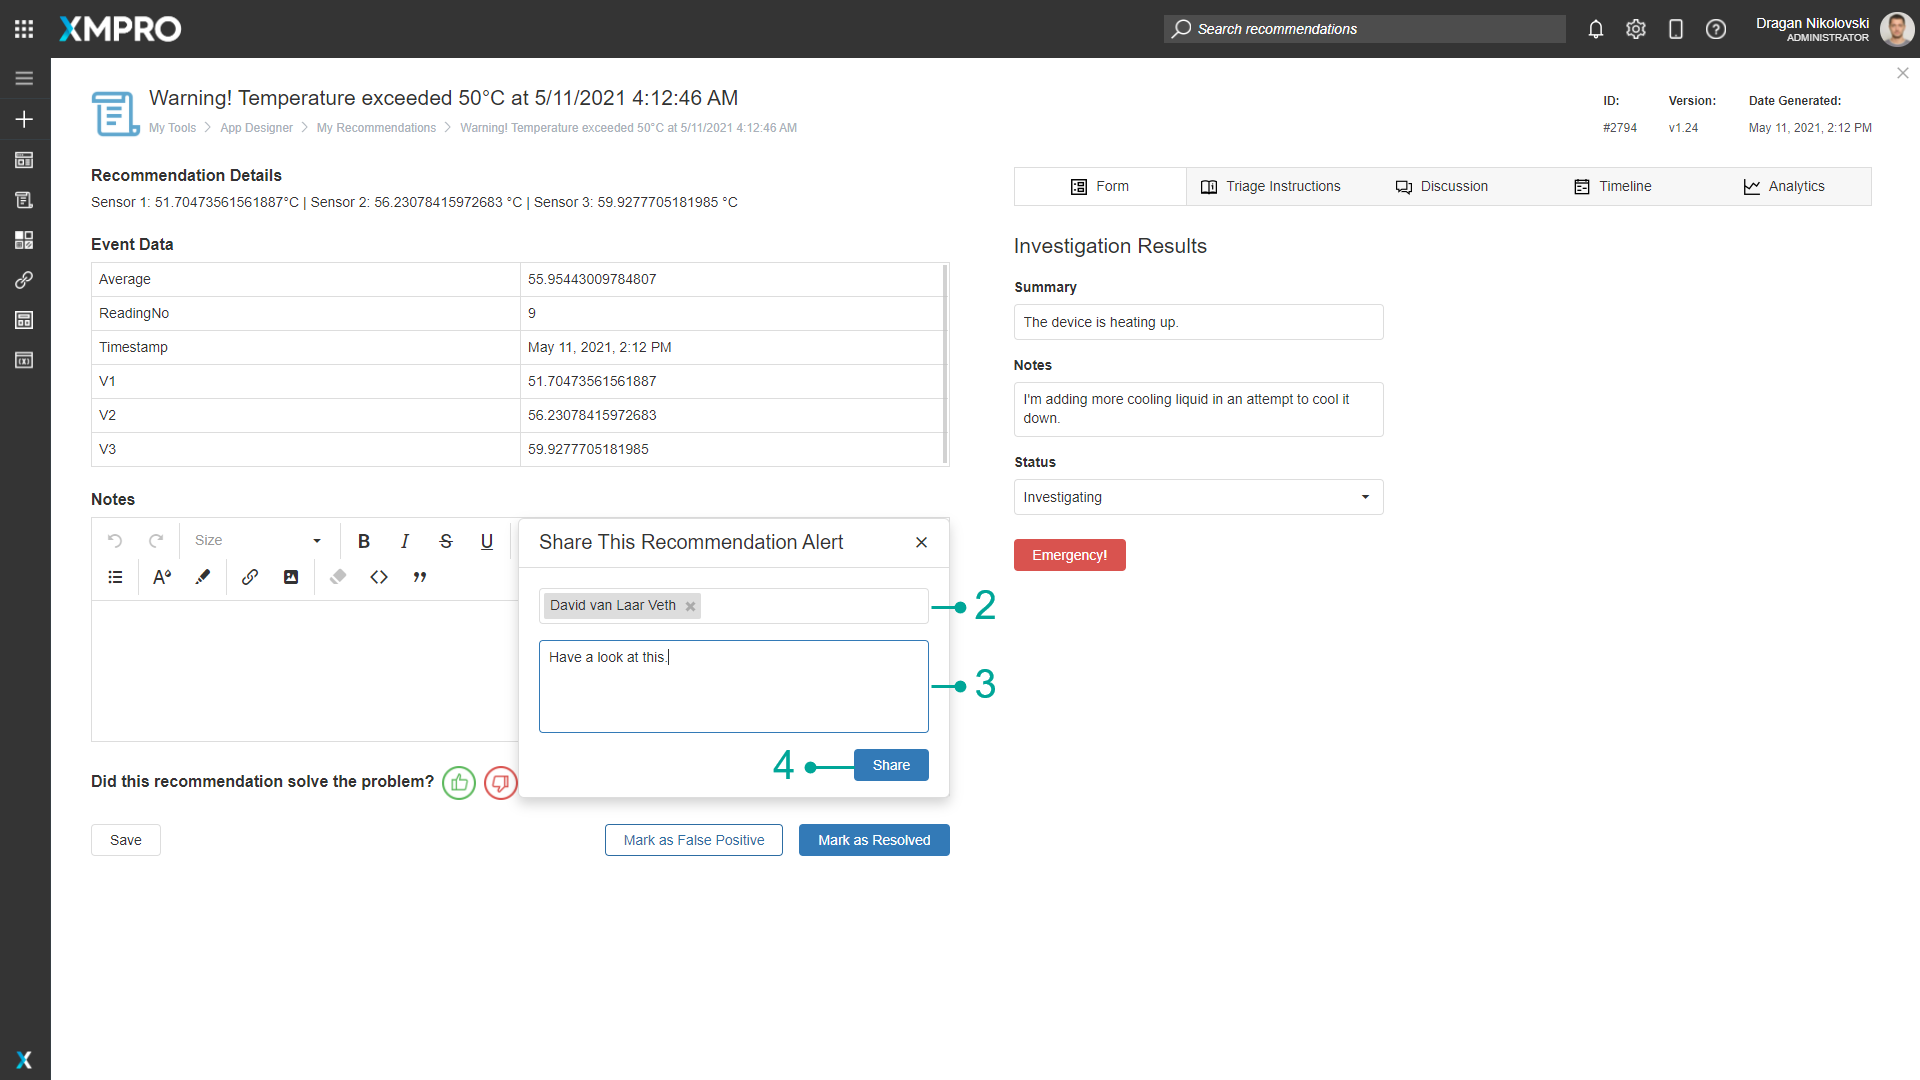 XMPRO
Search recommendations
Dragan Nikolovski
ADMINISTRATOR
Warning! Temperature exceeded 50°C at 5/11/2021 4:12:46 AM
My Tools > App Designer > My Recommendations > Warning! Temperature exceeded 50°C at 5/11/2021 4:12:46 AM
ID: Version: Date Generated:
#2794 v1.24 May 11, 2021, 2:12 PM
Recommendation Details
Sensor 1: 51.70473561561887°C | Sensor 2: 56.23078415972683 °C | Sensor 3: 59.9277705181985 °C
Event Data
Average 55.95443009784807
ReadingNo 9
Timestamp May 11, 2021, 2:12 PM
V1 51.70473561561887
V2 56.23078415972683
V3 59.9277705181985
Notes
Size
B I S U
Share This Recommendation Alert
David van Laar Veth
2
Have a look at this.
3
4
Share
Did this recommendation solve the problem?
Save
Mark as False Positive
Mark as Resolved
Form Triage Instructions Discussion Timeline Analytics
Investigation Results
Summary
The device is heating up.
Notes
I'm adding more cooling liquid in an attempt to cool it
down.
Status
Investigating
Emergency!